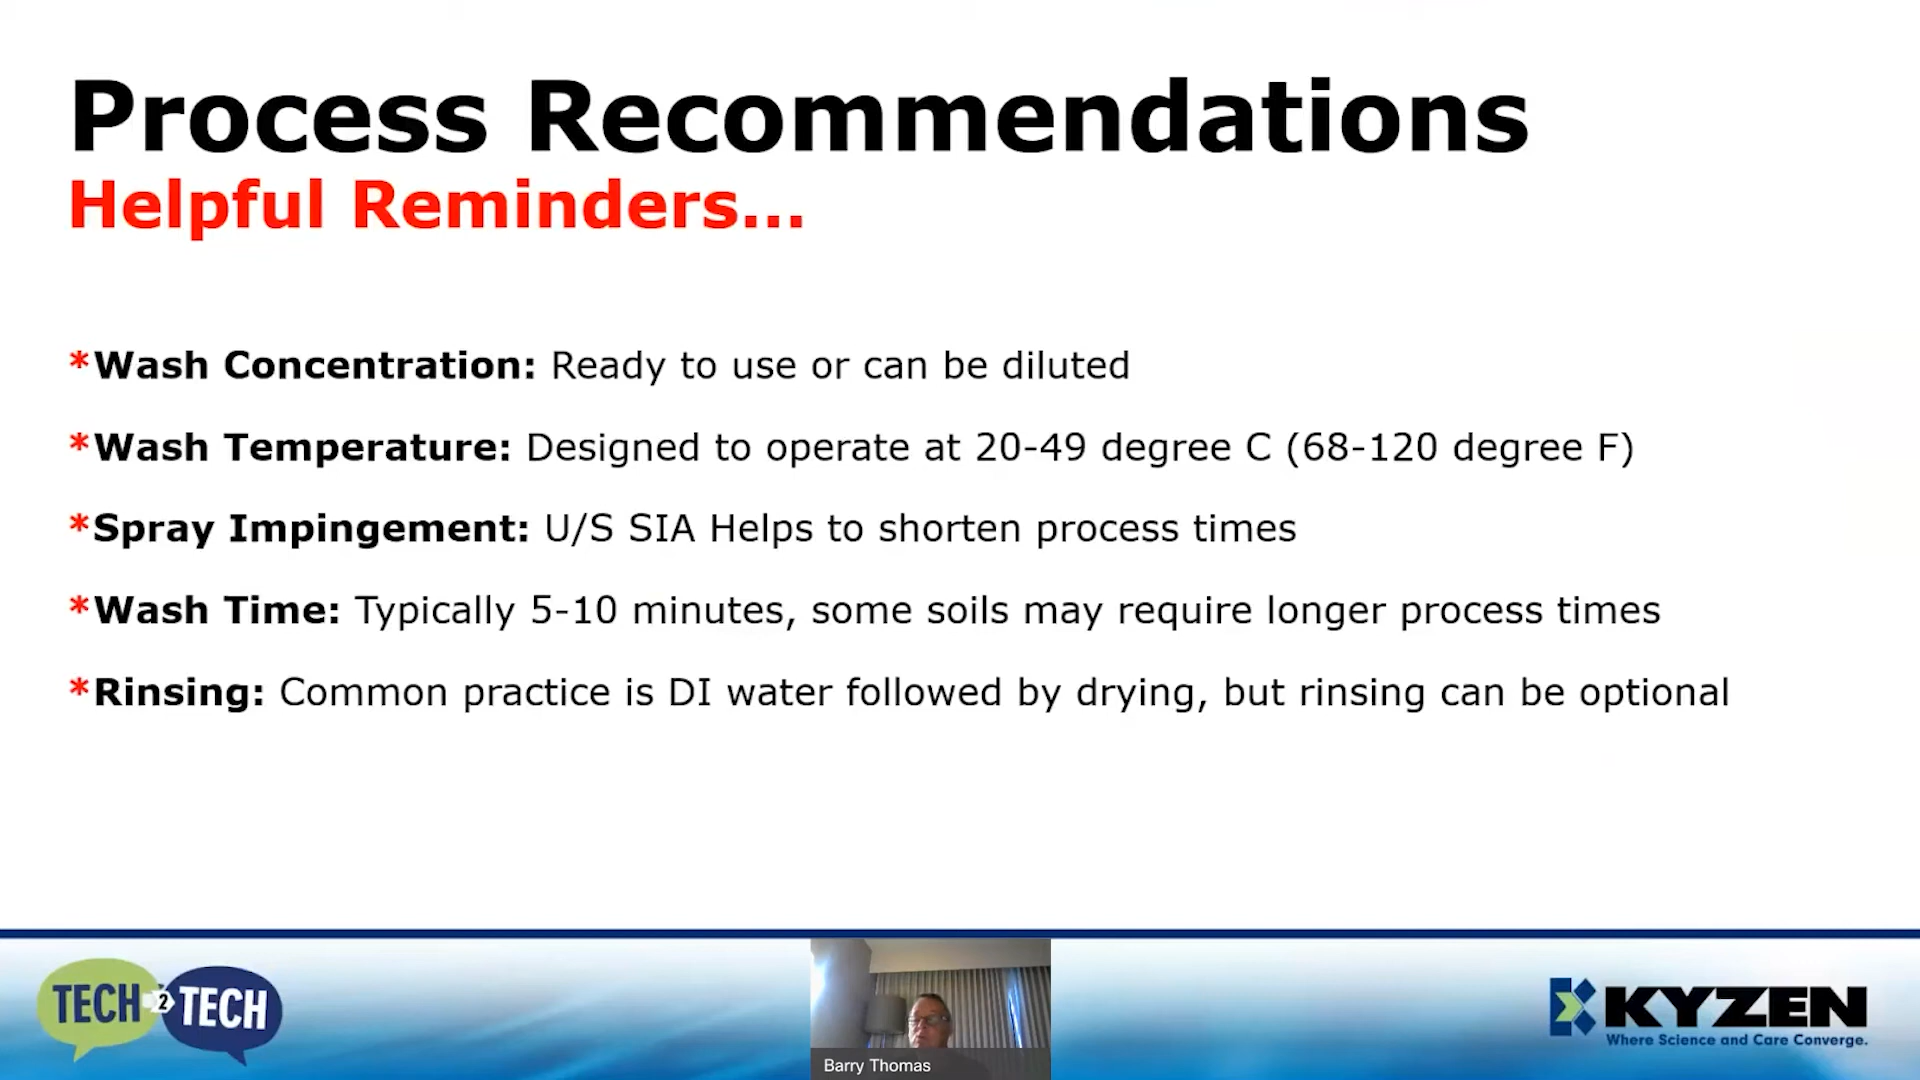 Process Recommendations
Helpful Reminders...
*Wash Concentration: Ready to use or can be diluted
*Wash Temperature: Designed to operate at 20-49 degree C (68-120 degree F)
*Spray Impingement: U/S SIA Helps to shorten process times
*Wash Time: Typically 5-10 minutes, some soils may require longer process times
*Rinsing: Common practice is DI water followed by drying, but rinsing can be optional
TECH 2 TECH
Barry Thomas
KYZEN
Where Science and Care Converge.